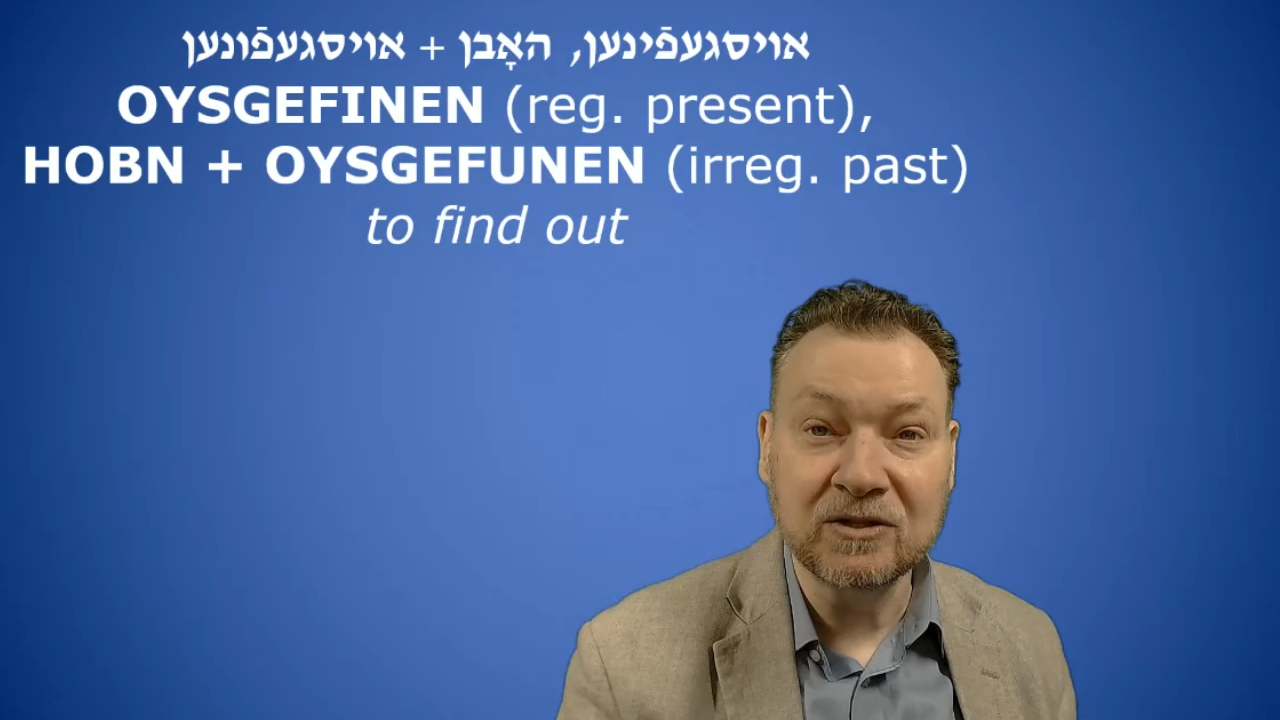 אויסגעפֿינען, האָבן + אויסגעפֿונען
OYSGEFINEN (reg. present),
HOBN + OYSGEFUNEN (irreg. past)
to find out